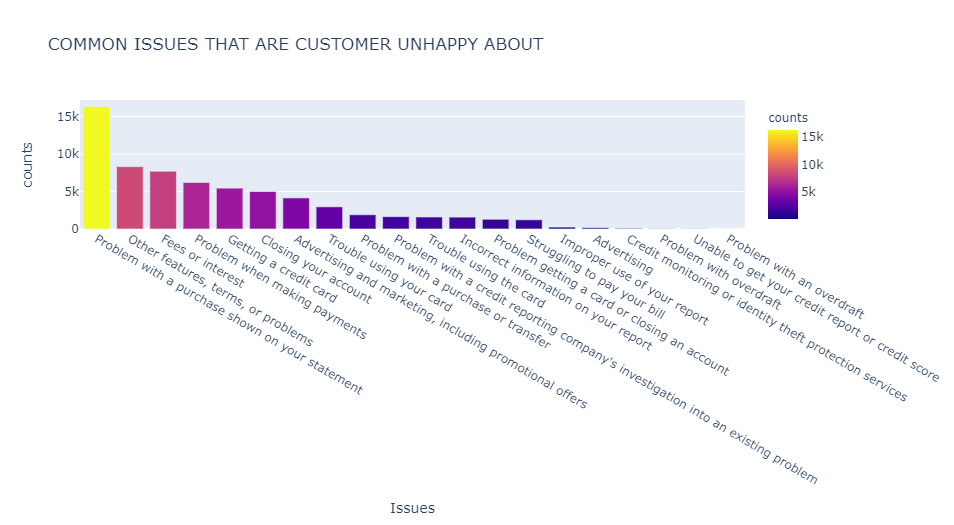 COMMON ISSUES THAT ARE CUSTOMER UNHAPPY ABOUT
counts
15k
10k
5k
0
Problem with a purchase shown on your statement
Other features, terms, or problems
Fees or interest
Problem when making payments
Getting a credit card
Closing your account
Advertising and marketing, including promotional offers
Trouble using your card
Problem with a purchase or transfer
Problem with a credit reporting company's investigation into an existing problem
Trouble using the card
Incorrect information on your report
Problem getting a card or closing an account
Struggling to pay your bill
Improper use of your report
Advertising
Credit monitoring or identity theft protection services
Problem with overdraft
Unable to get your credit report or credit score
Problem with an overdraft
Issues
counts
15k
10k
5k